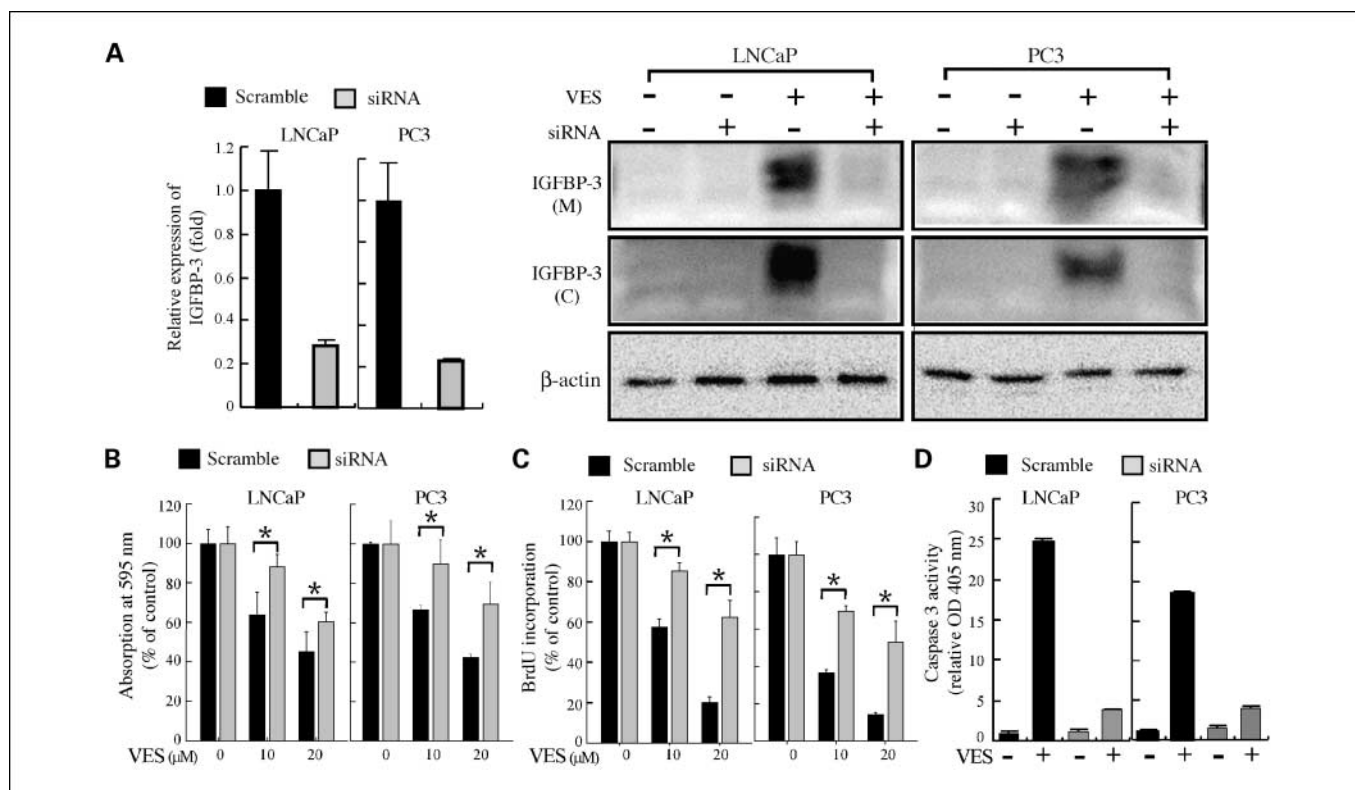 A
Scramble siRNA
LNCaP PC3
Relative expression of
IGFBP-3 (fold)
1.2
1.0
0.8
0.6
0.4
0.2
0
LNCaP PC3
VES - - + + - - + +
siRNA - + - + - + - +
IGFBP-3
(M)
IGFBP-3
(C)
β-actin
B
Scramble siRNA
LNCaP PC3
Absorption at 595 nm
(% of control)
120
100
80
60
40
20
0
* * * *
0 10 20 0 10 20
VES (μM)
C
Scramble siRNA
LNCaP PC3
BrdU incorporation
(% of control)
120
100
80
60
40
20
0
* * * *
0 10 20 0 10 20
VES (μM)
D
Scramble siRNA
LNCaP PC3
Caspase 3 activity
(relative OD 405 nm)
30
25
20
15
10
5
0
VES - + - + - + - +